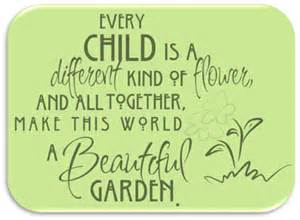 EVERY
CHILD IS A
different KIND OF flower,
AND ALL TOGETHER,
MAKE THIS WORLD
A Beautiful
GARDEN.